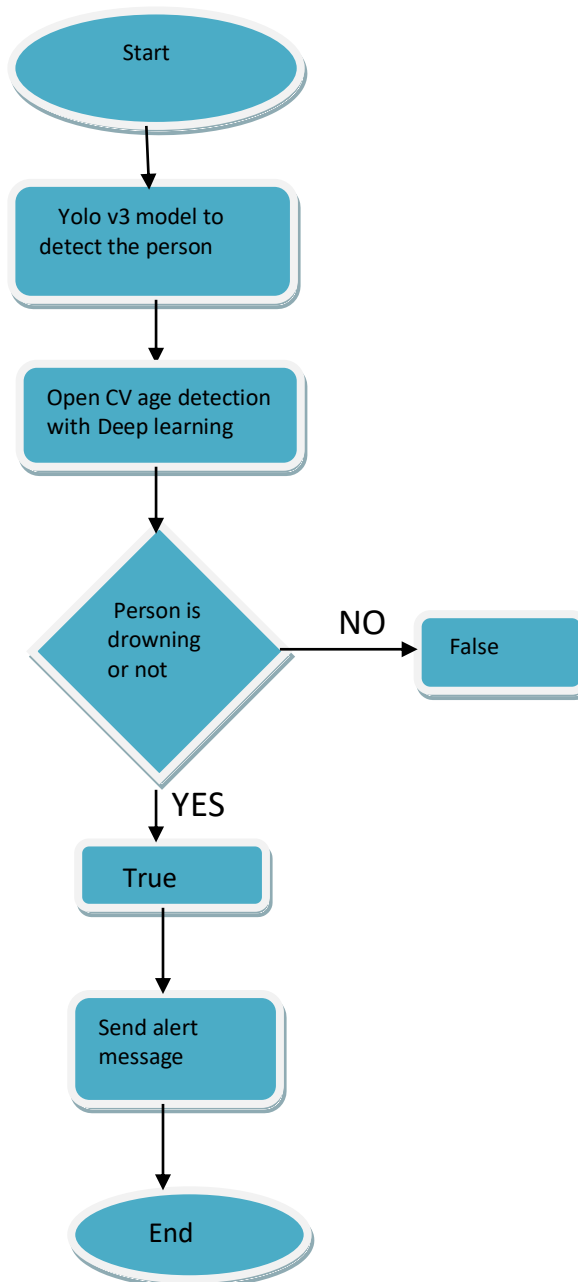 Start
Yolo v3 model to
detect the person
Open CV age detection
with Deep learning
Person is
drowning
or not
NO
False
YES
True
Send alert
message
End